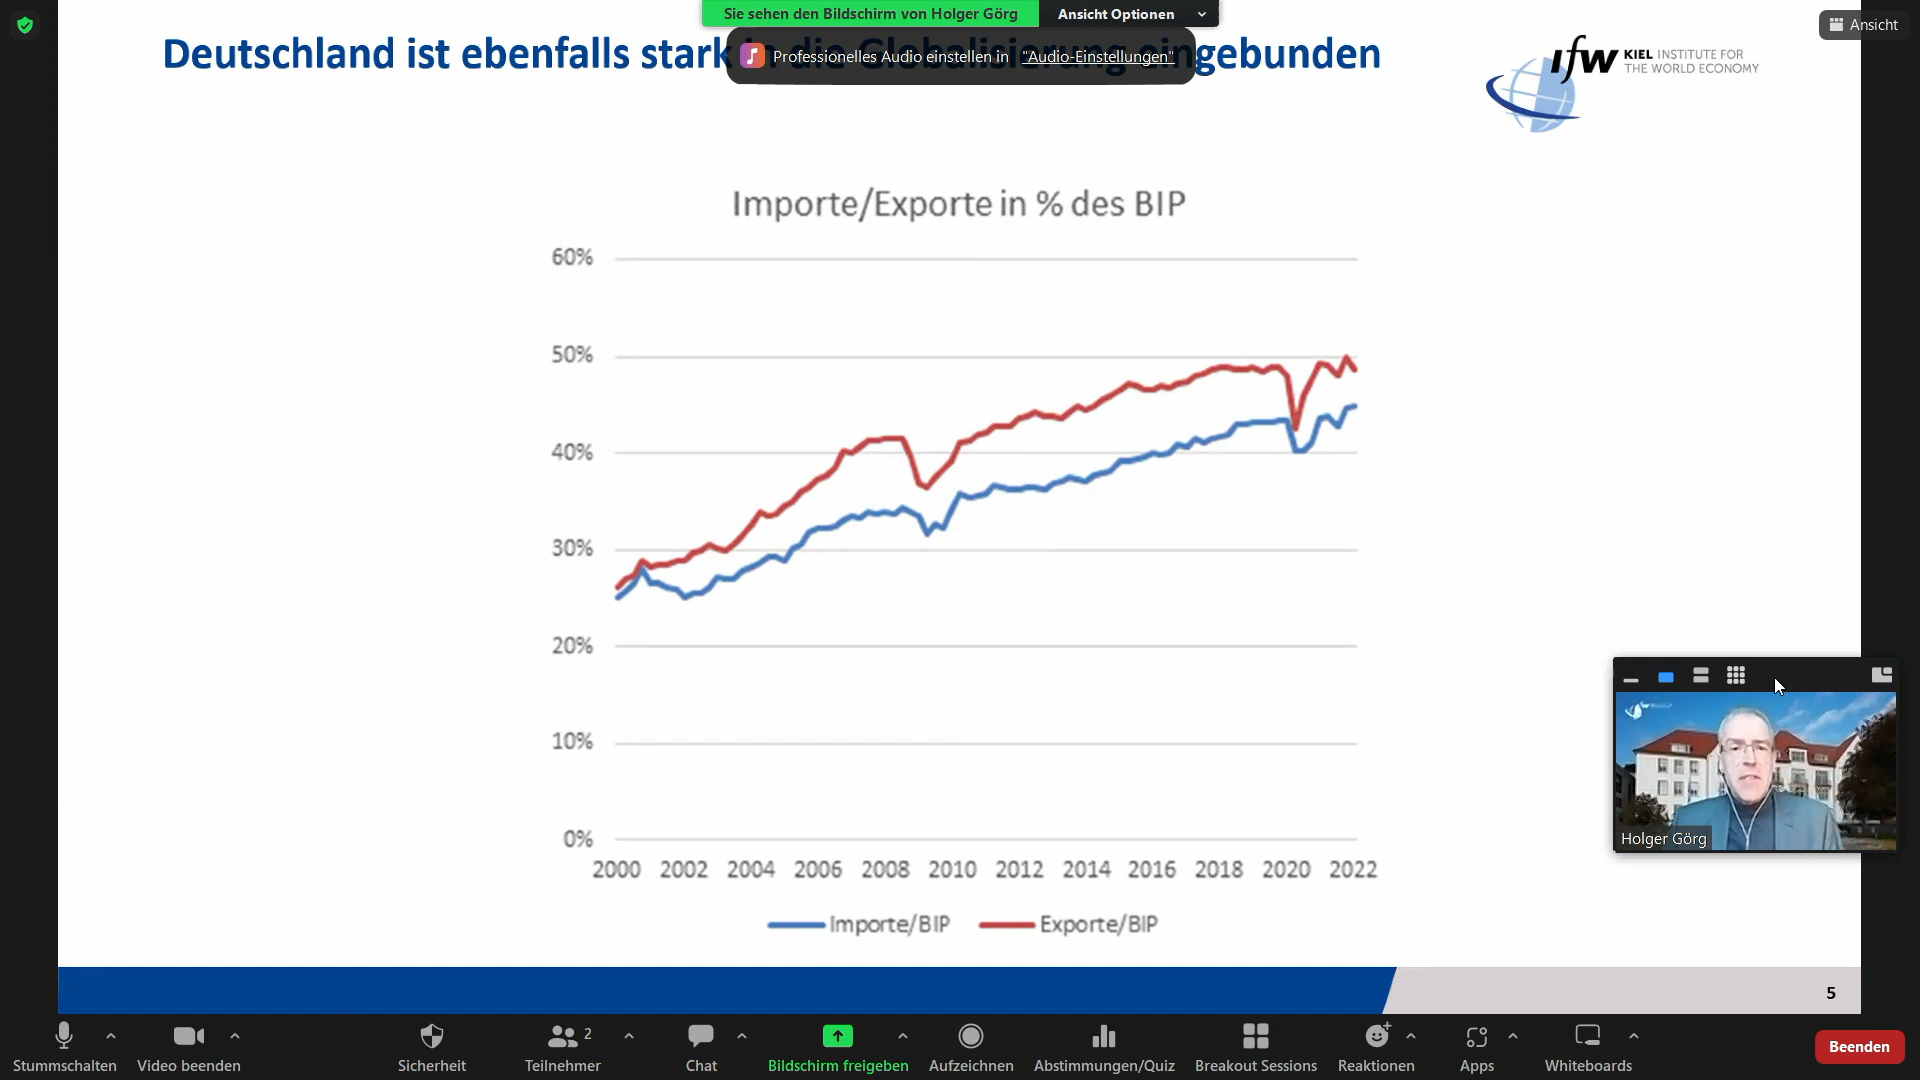 Sie sehen den Bildschirm von Holger Görg
Ansicht Optionen
Ansicht
Deutschland ist ebenfalls stark in die Globalisierung eingebunden
Professionelles Audio einstellen in "Audio-Einstellungen"
ifw KIEL INSTITUTE FOR
THE WORLD ECONOMY
Importe/Exporte in % des BIP
60%
50%
40%
30%
20%
10%
0%
2000 2002 2004 2006 2008 2010 2012 2014 2016 2018 2020 2022
Importe/BIP Exporte/BIP
Holger Görg
5
2
Stummschalten Video beenden Sicherheit Teilnehmer Chat Bildschirm freigeben Aufzeichnen Abstimmungen/Quiz Breakout Sessions Reaktionen Apps Whiteboards
Beenden